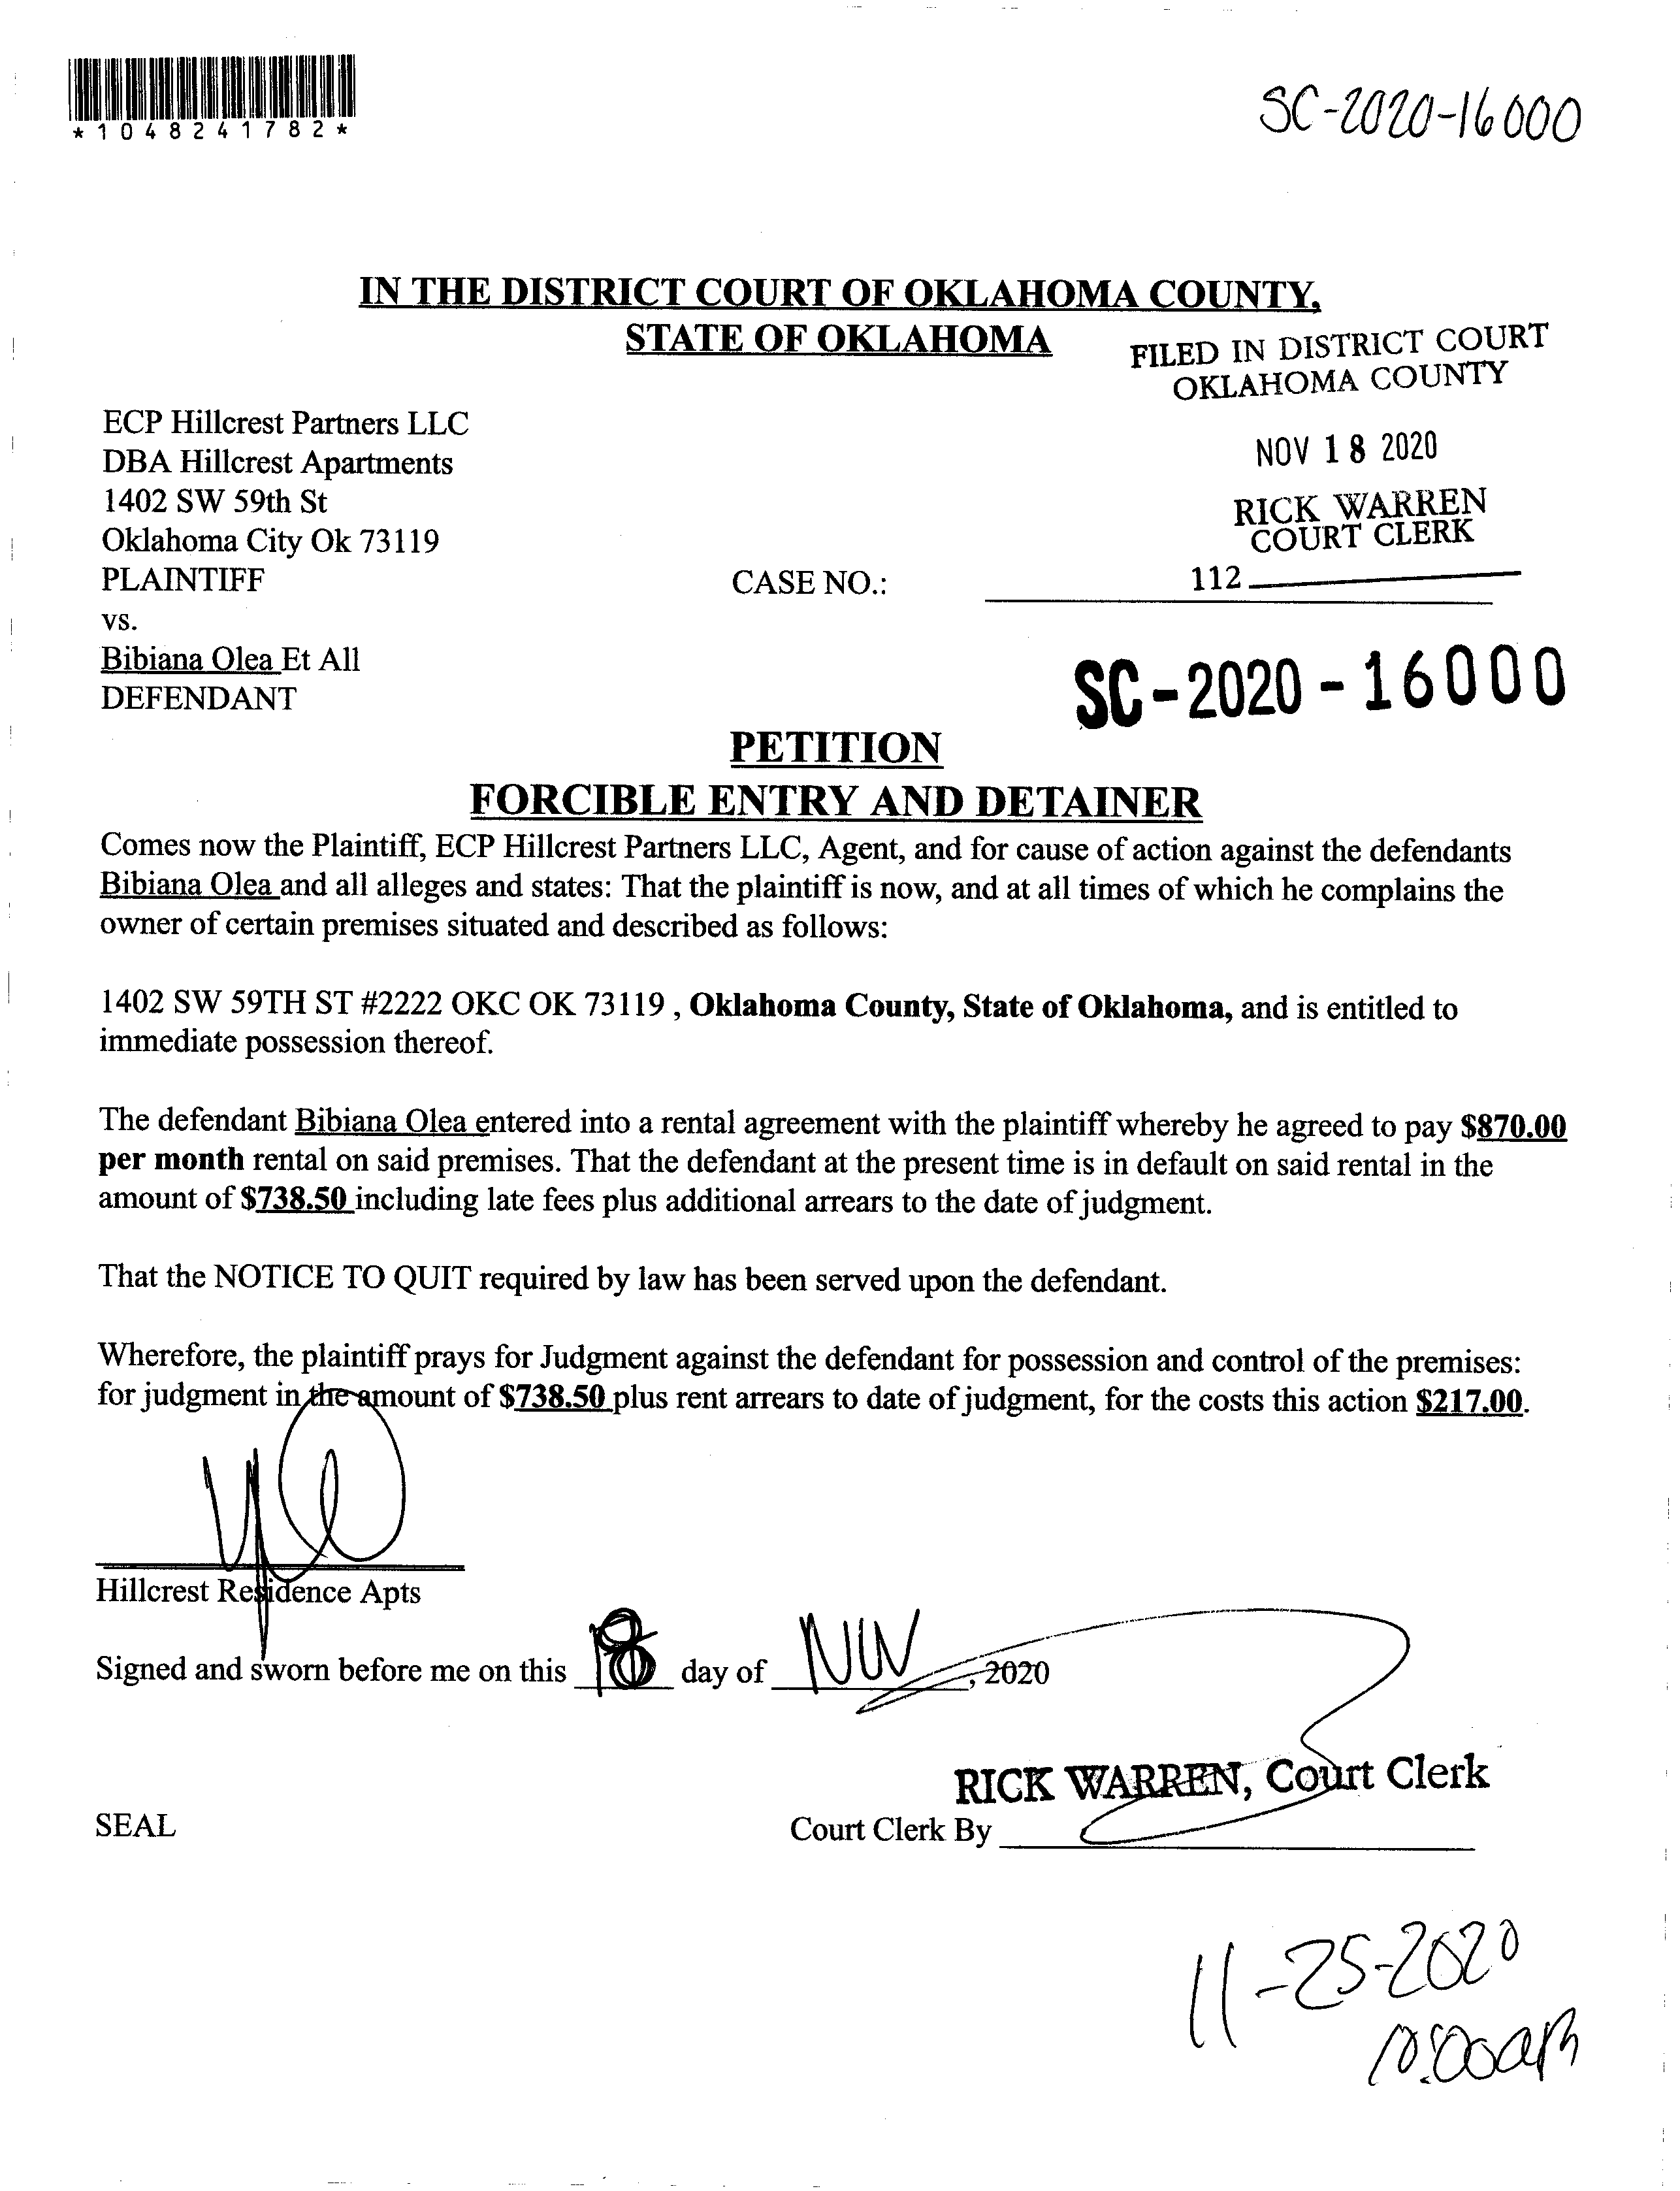 *1048241782*
SC-2020-16000
IN THE DISTRICT COURT OF OKLAHOMA COUNTY,
STATE OF OKLAHOMA
FILED IN DISTRICT COURT
OKLAHOMA COUNTY
NOV 18 2020
RICK WARREN
COURT CLERK
112
ECP Hillcrest Partners LLC
DBA Hillcrest Apartments
1402 SW 59th St
Oklahoma City Ok 73119
PLAINTIFF
CASE NO.:
vs.
Bibiana Olea Et All
DEFENDANT
SC-2020-16000
PETITION
FORCIBLE ENTRY AND DETAINER
Comes now the Plaintiff, ECP Hillcrest Partners LLC, Agent, and for cause of action against the defendants
Bibiana Olea and all alleges and states: That the plaintiff is now, and at all times of which he complains the
owner of certain premises situated and described as follows:
1402 SW 59TH ST #2222 OKC OK 73119 , Oklahoma County, State of Oklahoma, and is entitled to
immediate possession thereof.
The defendant Bibiana Olea entered into a rental agreement with the plaintiff whereby he agreed to pay $870.00
per month rental on said premises. That the defendant at the present time is in default on said rental in the
amount of $738.50 including late fees plus additional arrears to the date of judgment.
That the NOTICE TO QUIT required by law has been served upon the defendant.
Wherefore, the plaintiff prays for Judgment against the defendant for possession and control of the premises:
for judgment in the amount of $738.50 plus rent arrears to date of judgment, for the costs this action $217.00.
Hillcrest Residence Apts
Signed and sworn before me on this 18 day of Nov, 2020
RICK WARREN, Court Clerk
SEAL
Court Clerk By
11-25-2020
10:00am